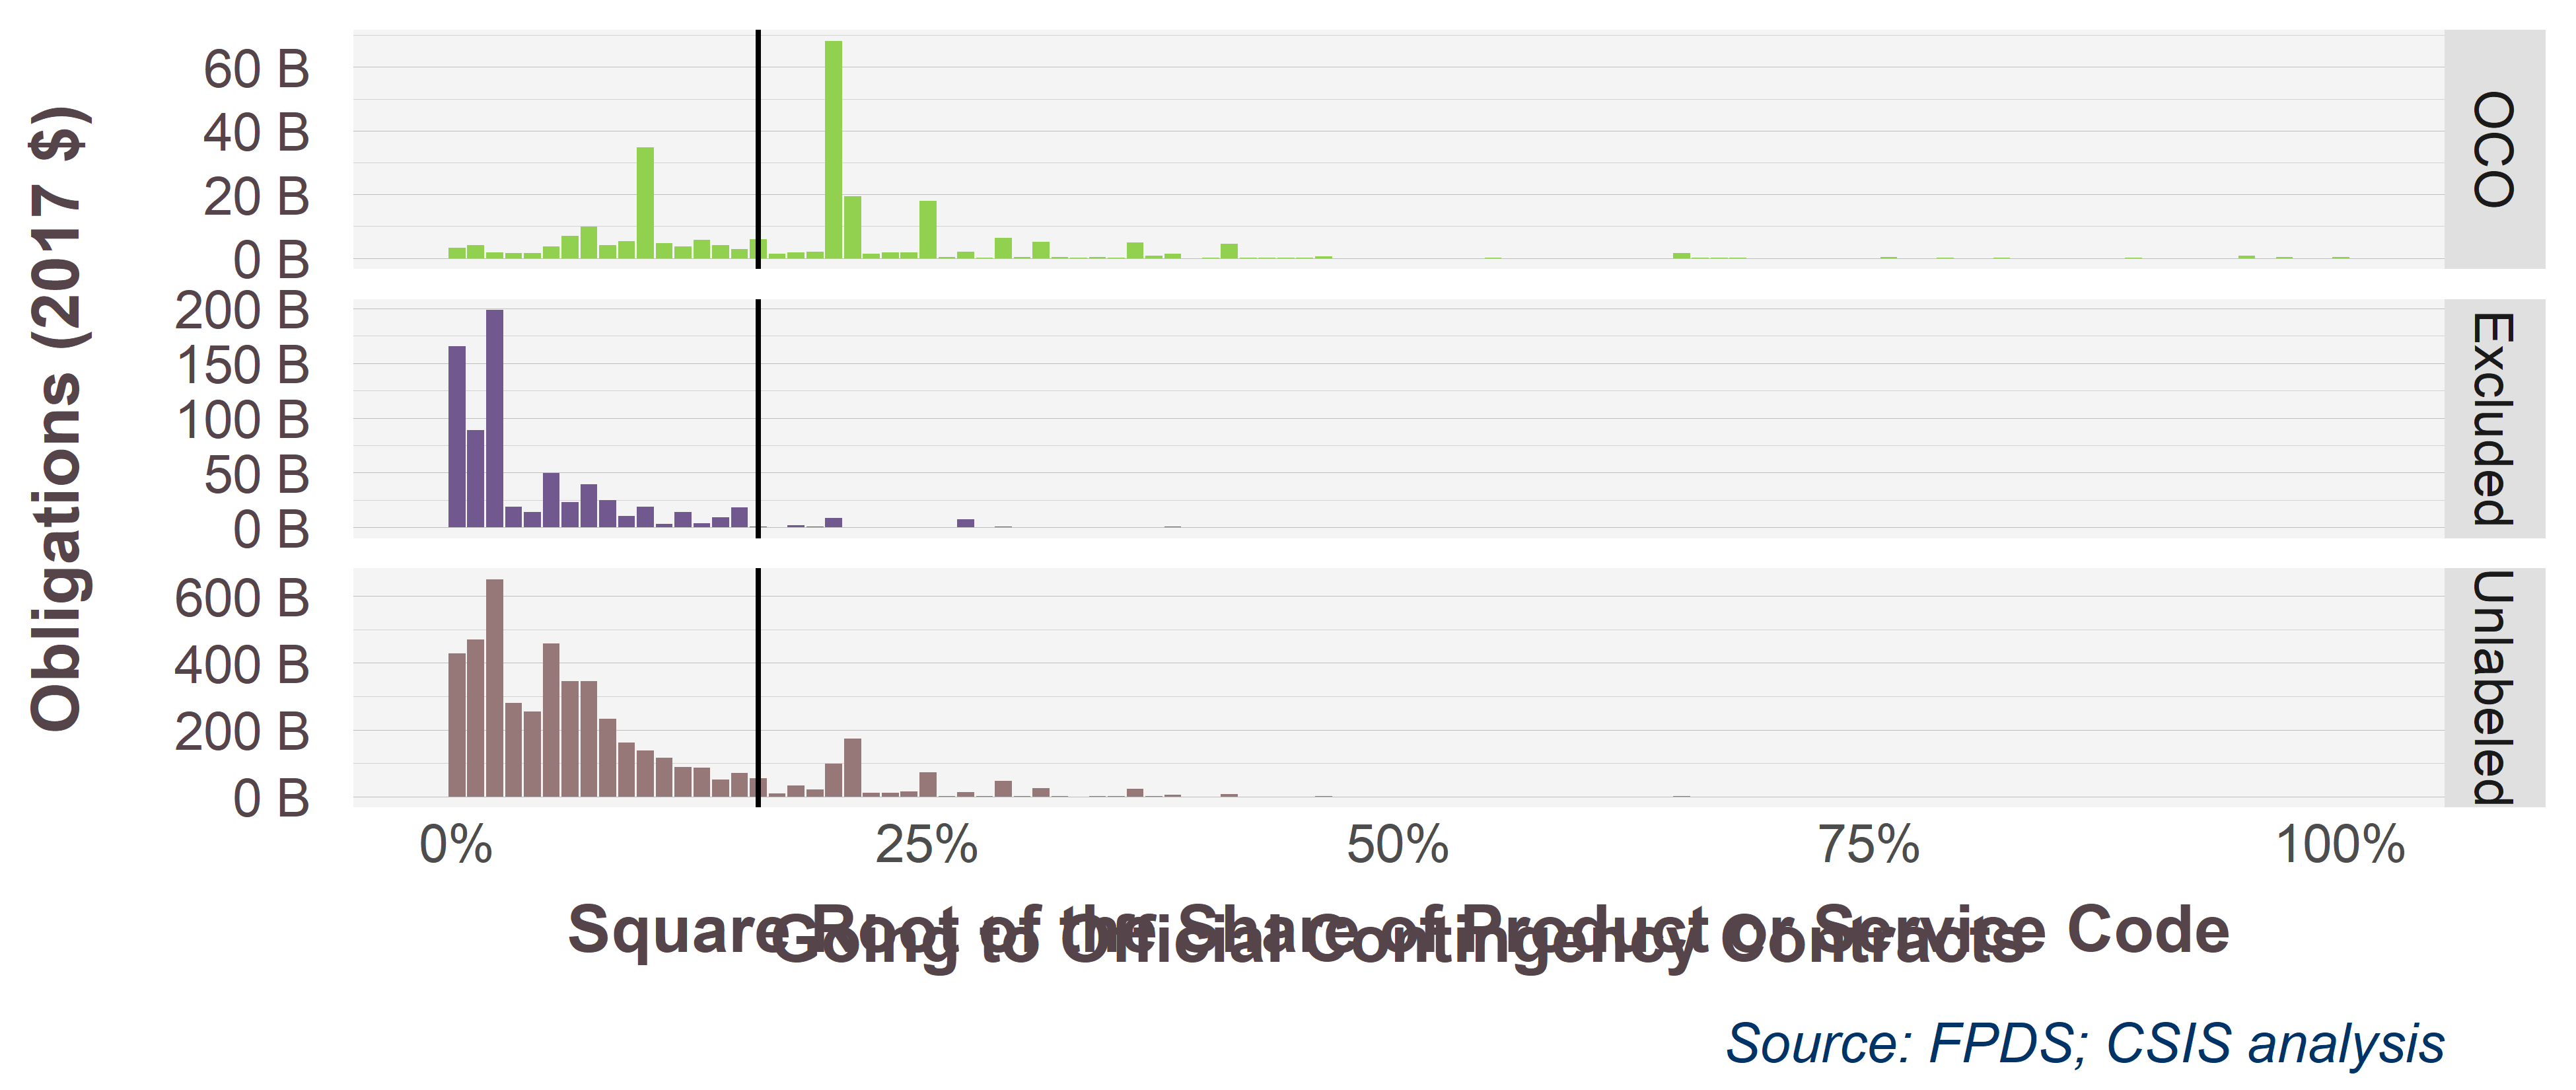 Obligations (2017 $)
60 B
40 B
20 B
0 B
OCO
200 B
150 B
100 B
50 B
0 B
Excluded
600 B
400 B
200 B
0 B
Unlabeled
0%
25%
50%
75%
100%
Square Root of the Share of Product or Service Code
Going to Official Contingency Contracts
Source: FPDS; CSIS analysis